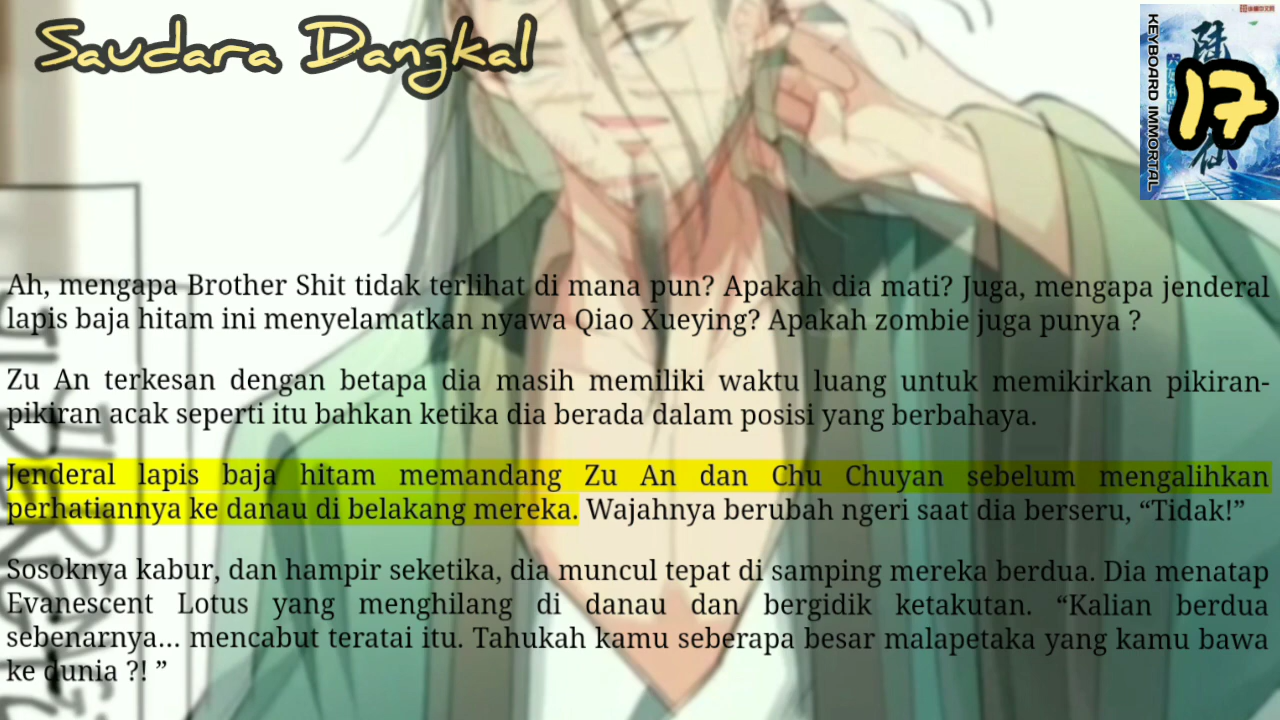 Saudara Dangkal
KEYBOARD IMMORTAL
17
Ah, mengapa Brother Shit tidak terlihat di mana pun? Apakah dia mati? Juga, mengapa jenderal
lapis baja hitam ini menyelamatkan nyawa Qiao Xueying? Apakah zombie juga punya ?
Zu An terkesan dengan betapa dia masih memiliki waktu luang untuk memikirkan pikiran-
pikiran acak seperti itu bahkan ketika dia berada dalam posisi yang berbahaya.
Jenderal lapis baja hitam memandang Zu An dan Chu Chuyan sebelum mengalihkan
perhatiannya ke danau di belakang mereka. Wajahnya berubah ngeri saat dia berseru, “Tidak!”
Sosoknya kabur, dan hampir seketika, dia muncul tepat di samping mereka berdua. Dia menatap
Evanescent Lotus yang menghilang di danau dan bergidik ketakutan. “Kalian berdua
sebenarnya... mencabut teratai itu. Tahukah kamu seberapa besar malapetaka yang kamu bawa
ke dunia ?! ”